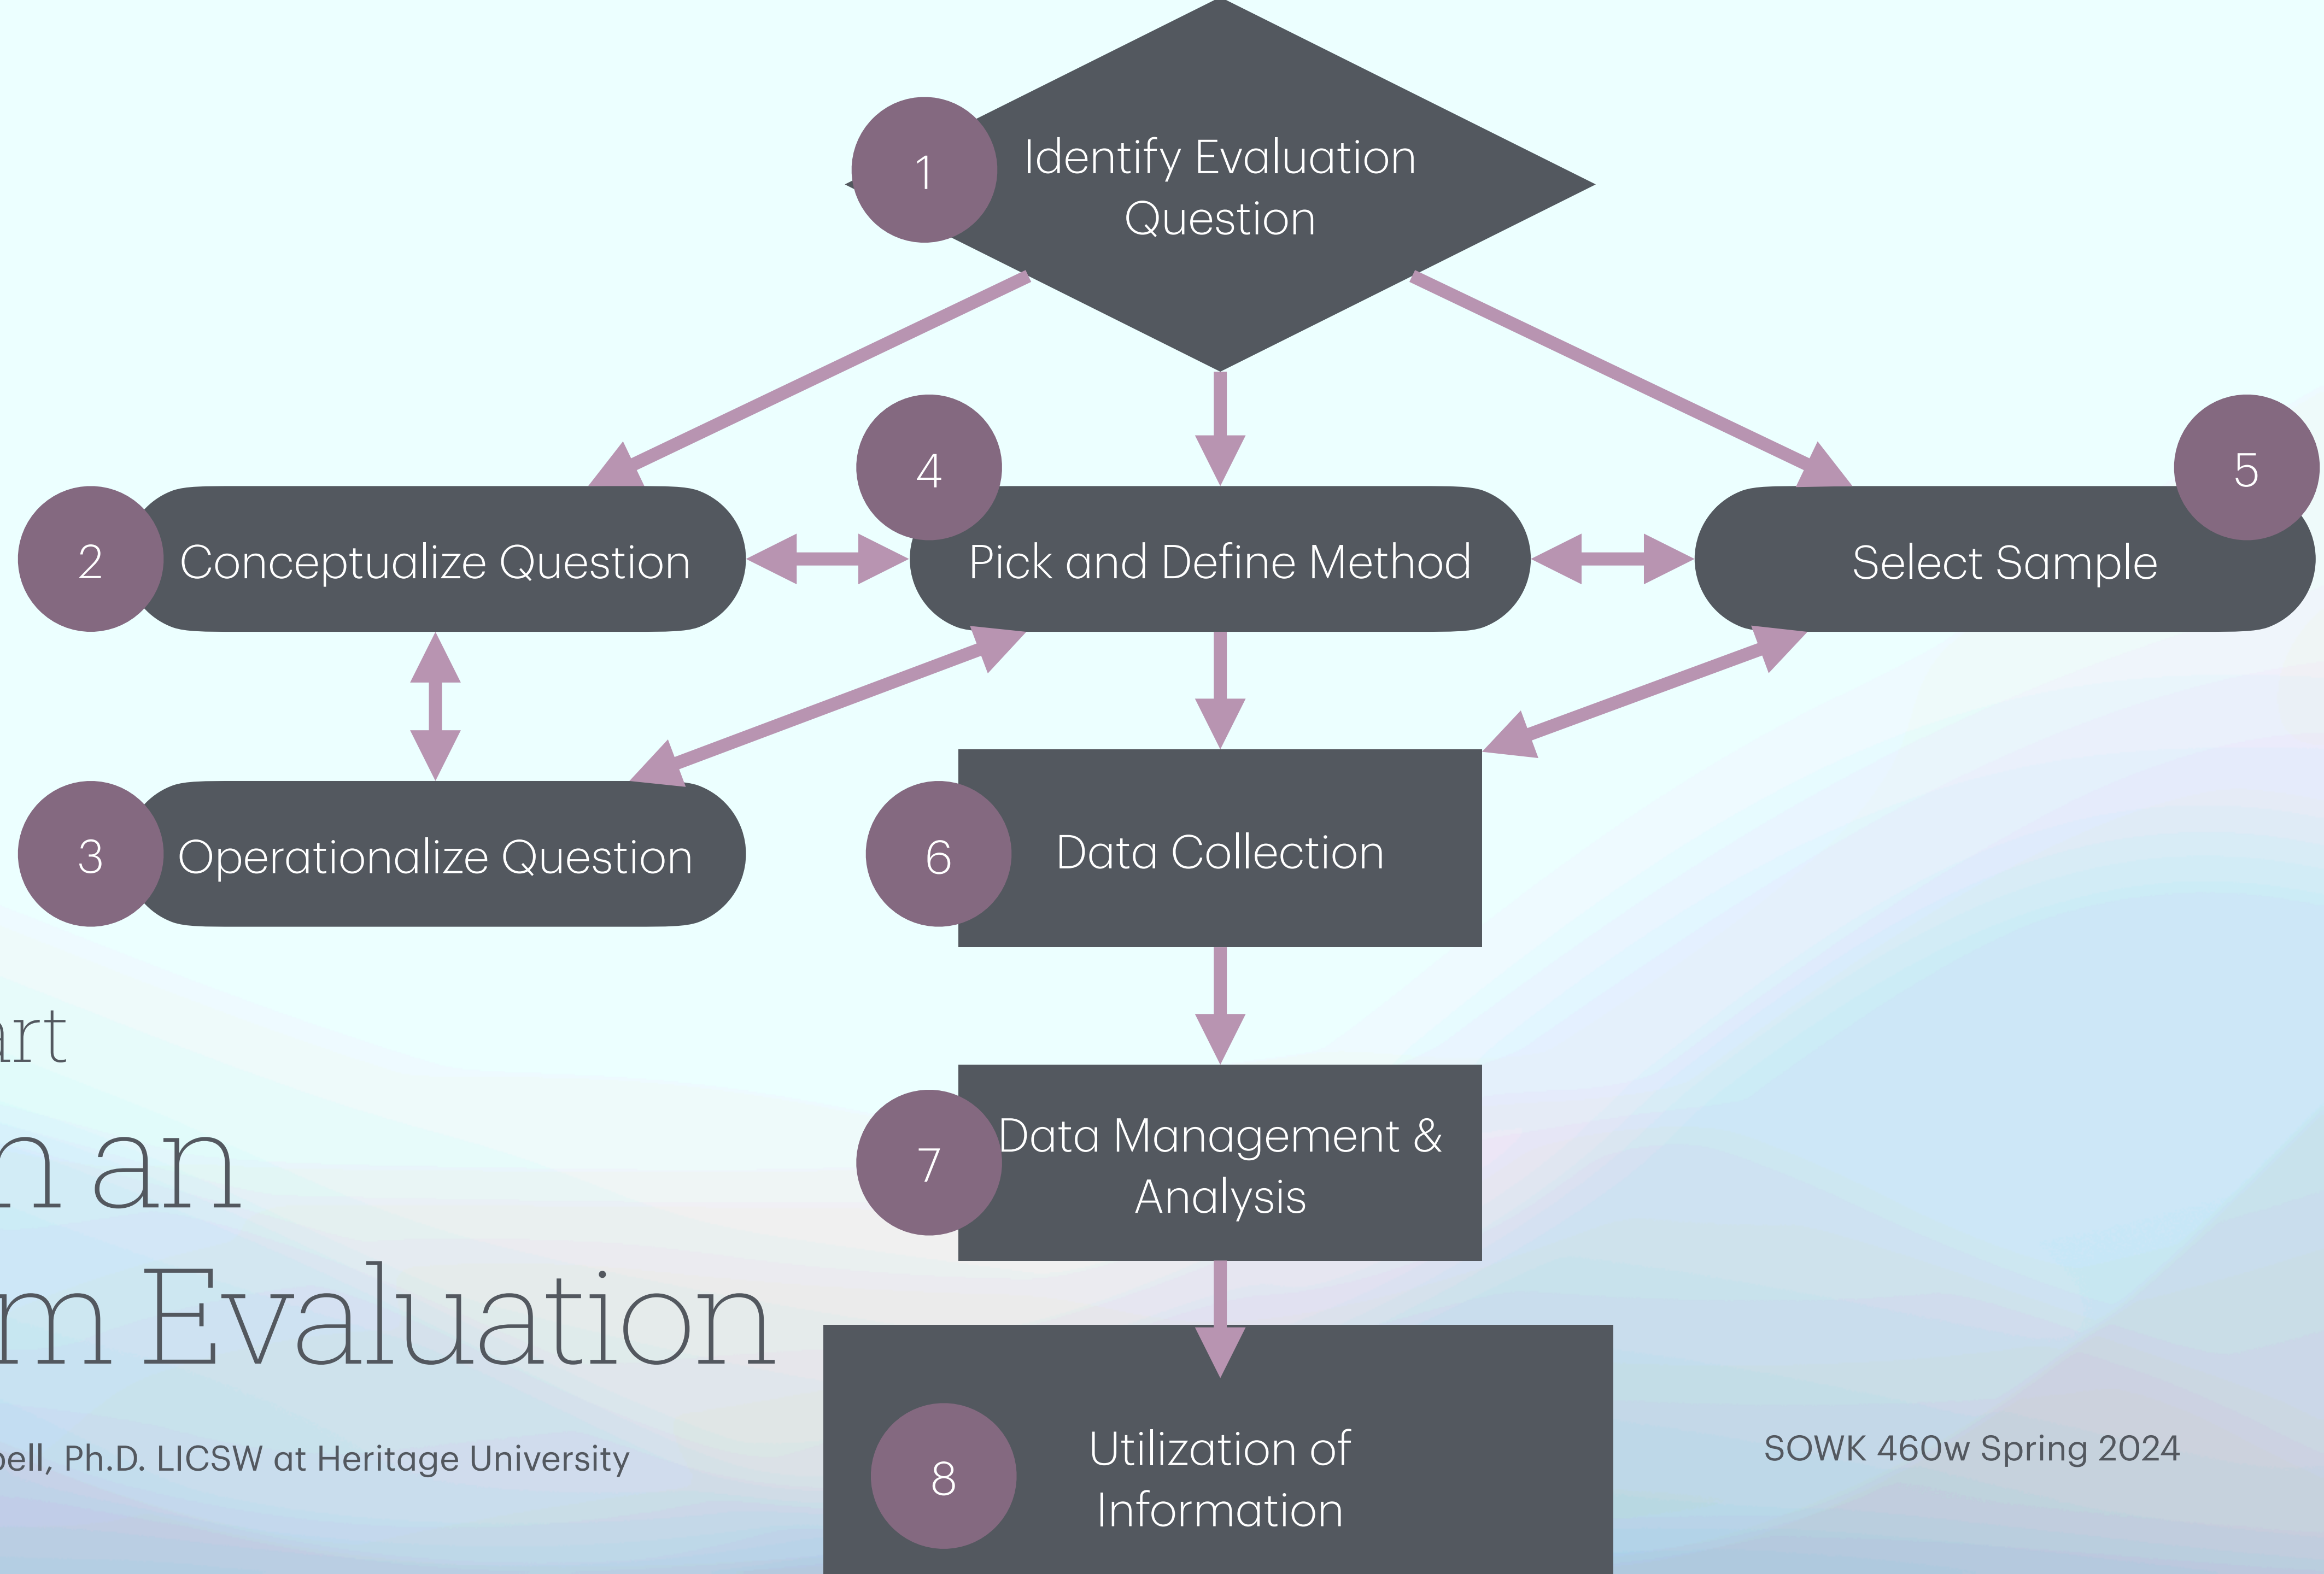 1
Identify Evaluation
Question
2
Conceptualize Question
4
Pick and Define Method
5
Select Sample
3
Operationalize Question
6
Data Collection
7
Data Management &
Analysis
8
Utilization of
Information
an
Evaluation
Ph.D. LICSW at Heritage University
SOWK 460w Spring 2024